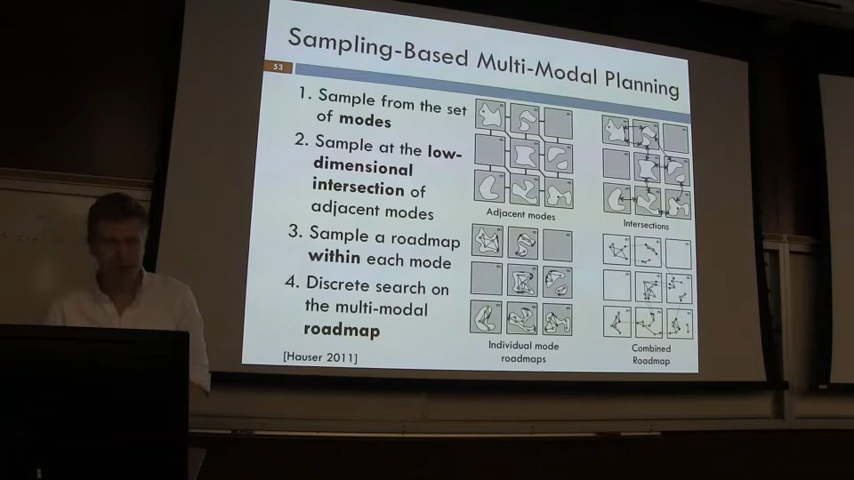 Sampling-Based Multi-Modal Planning
53
1. Sample from the set
of modes
2. Sample at the low-
dimensional
intersection of
adjacent modes
3. Sample a roadmap
within each mode
4. Discrete search on
the multi-modal
roadmap
[Hauser 2011]
Adjacent modes
Intersections
Individual mode
roadmaps
Combined
Roadmap